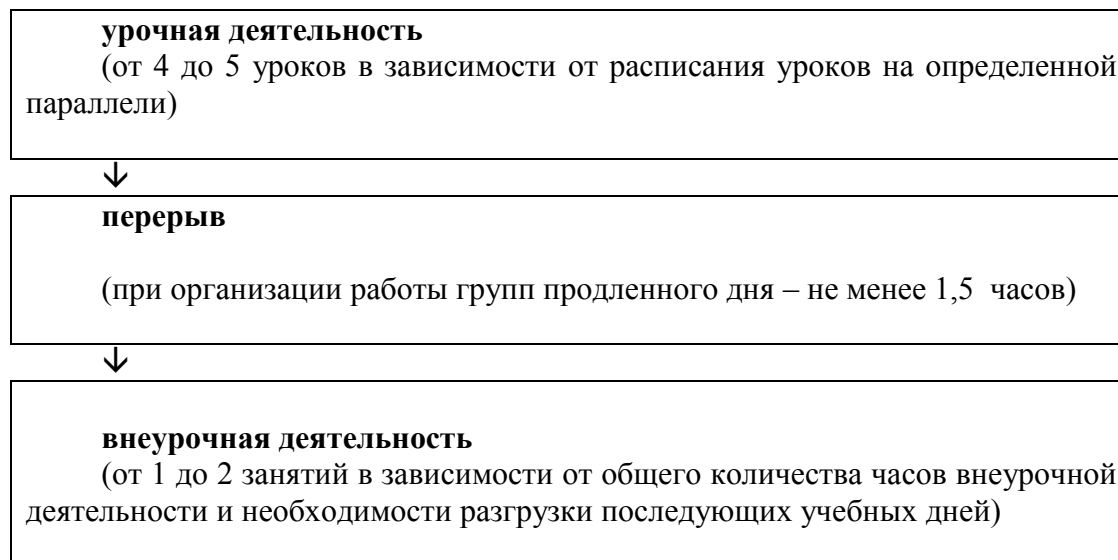 урочная деятельность
(от 4 до 5 уроков в зависимости от расписания уроков на определенной
параллели)
↓
перерыв
(при организации работы групп продленного дня – не менее 1,5 часов)
↓
внеурочная деятельность
(от 1 до 2 занятий в зависимости от общего количества часов внеурочной
деятельности и необходимости разгрузки последующих учебных дней)